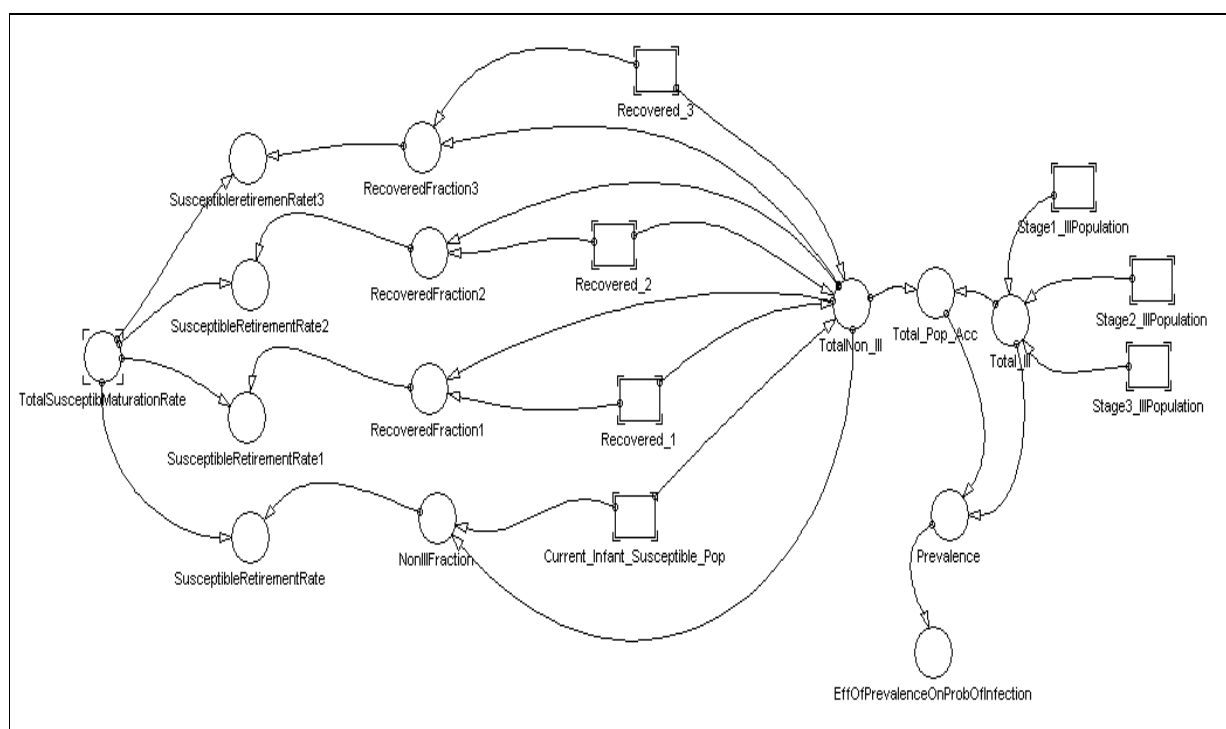 Recovered_3
SusceptibleretiremenRatet3
RecoveredFraction3
Stage1_IllPopulation
SusceptibleRetirementRate2
RecoveredFraction2
Recovered_2
TotalNon_Ill
Total_Pop_Acc
Total_Ill
Stage2_IllPopulation
TotalSusceptibMaturationRate
Stage3_IllPopulation
SusceptibleRetirementRate1
RecoveredFraction1
Recovered_1
SusceptibleRetirementRate
NonIllFraction
Current_Infant_Susceptible_Pop
Prevalence
EffOfPrevalenceOnProbOfInfection